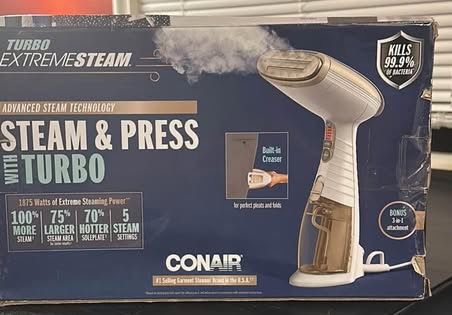 TURBO
EXTREMESTEAM.
KILLS
99.9%
OF BACTERIA
ADVANCED STEAM TECHNOLOGY
STEAM & PRESS
WITH TURBO
Built-in
Creaser
for perfect pleats and folds
1875 Watts of Extreme Steaming Power
100%
MORE
STEAM
75%
LARGER
STEAM AREA
70%
HOTTER
SOLEPLATE
5
STEAM
SETTINGS
BONUS
3-in-1
attachment
CONAIR
#1 Selling Garment Steamer Brand in the U.S.A.